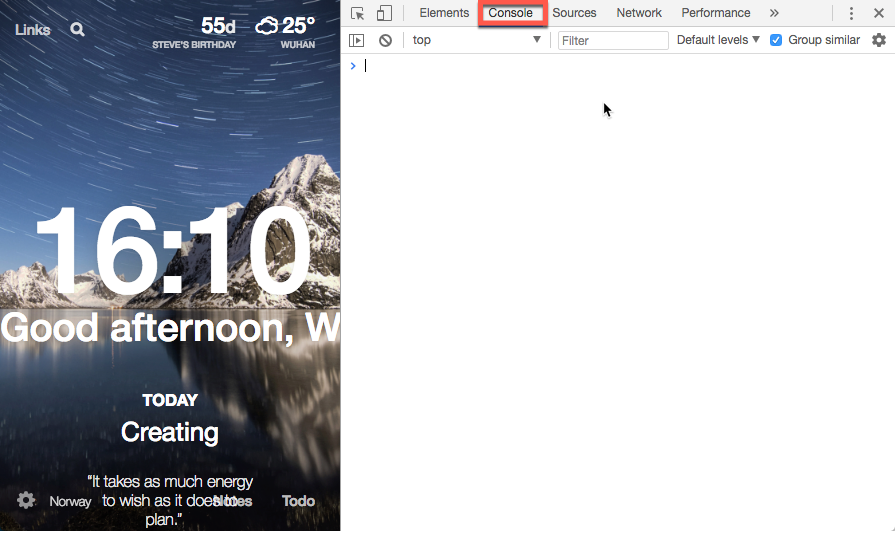 Links
55d
STEVE'S BIRTHDAY
25°
WUHAN
16:10
Good afternoon, W
TODAY
Creating
“It takes as much energy
to wish as it does to
plan.”
Norway
Notes
Todo
Elements Console Sources Network Performance »
top Filter Default levels Group similar